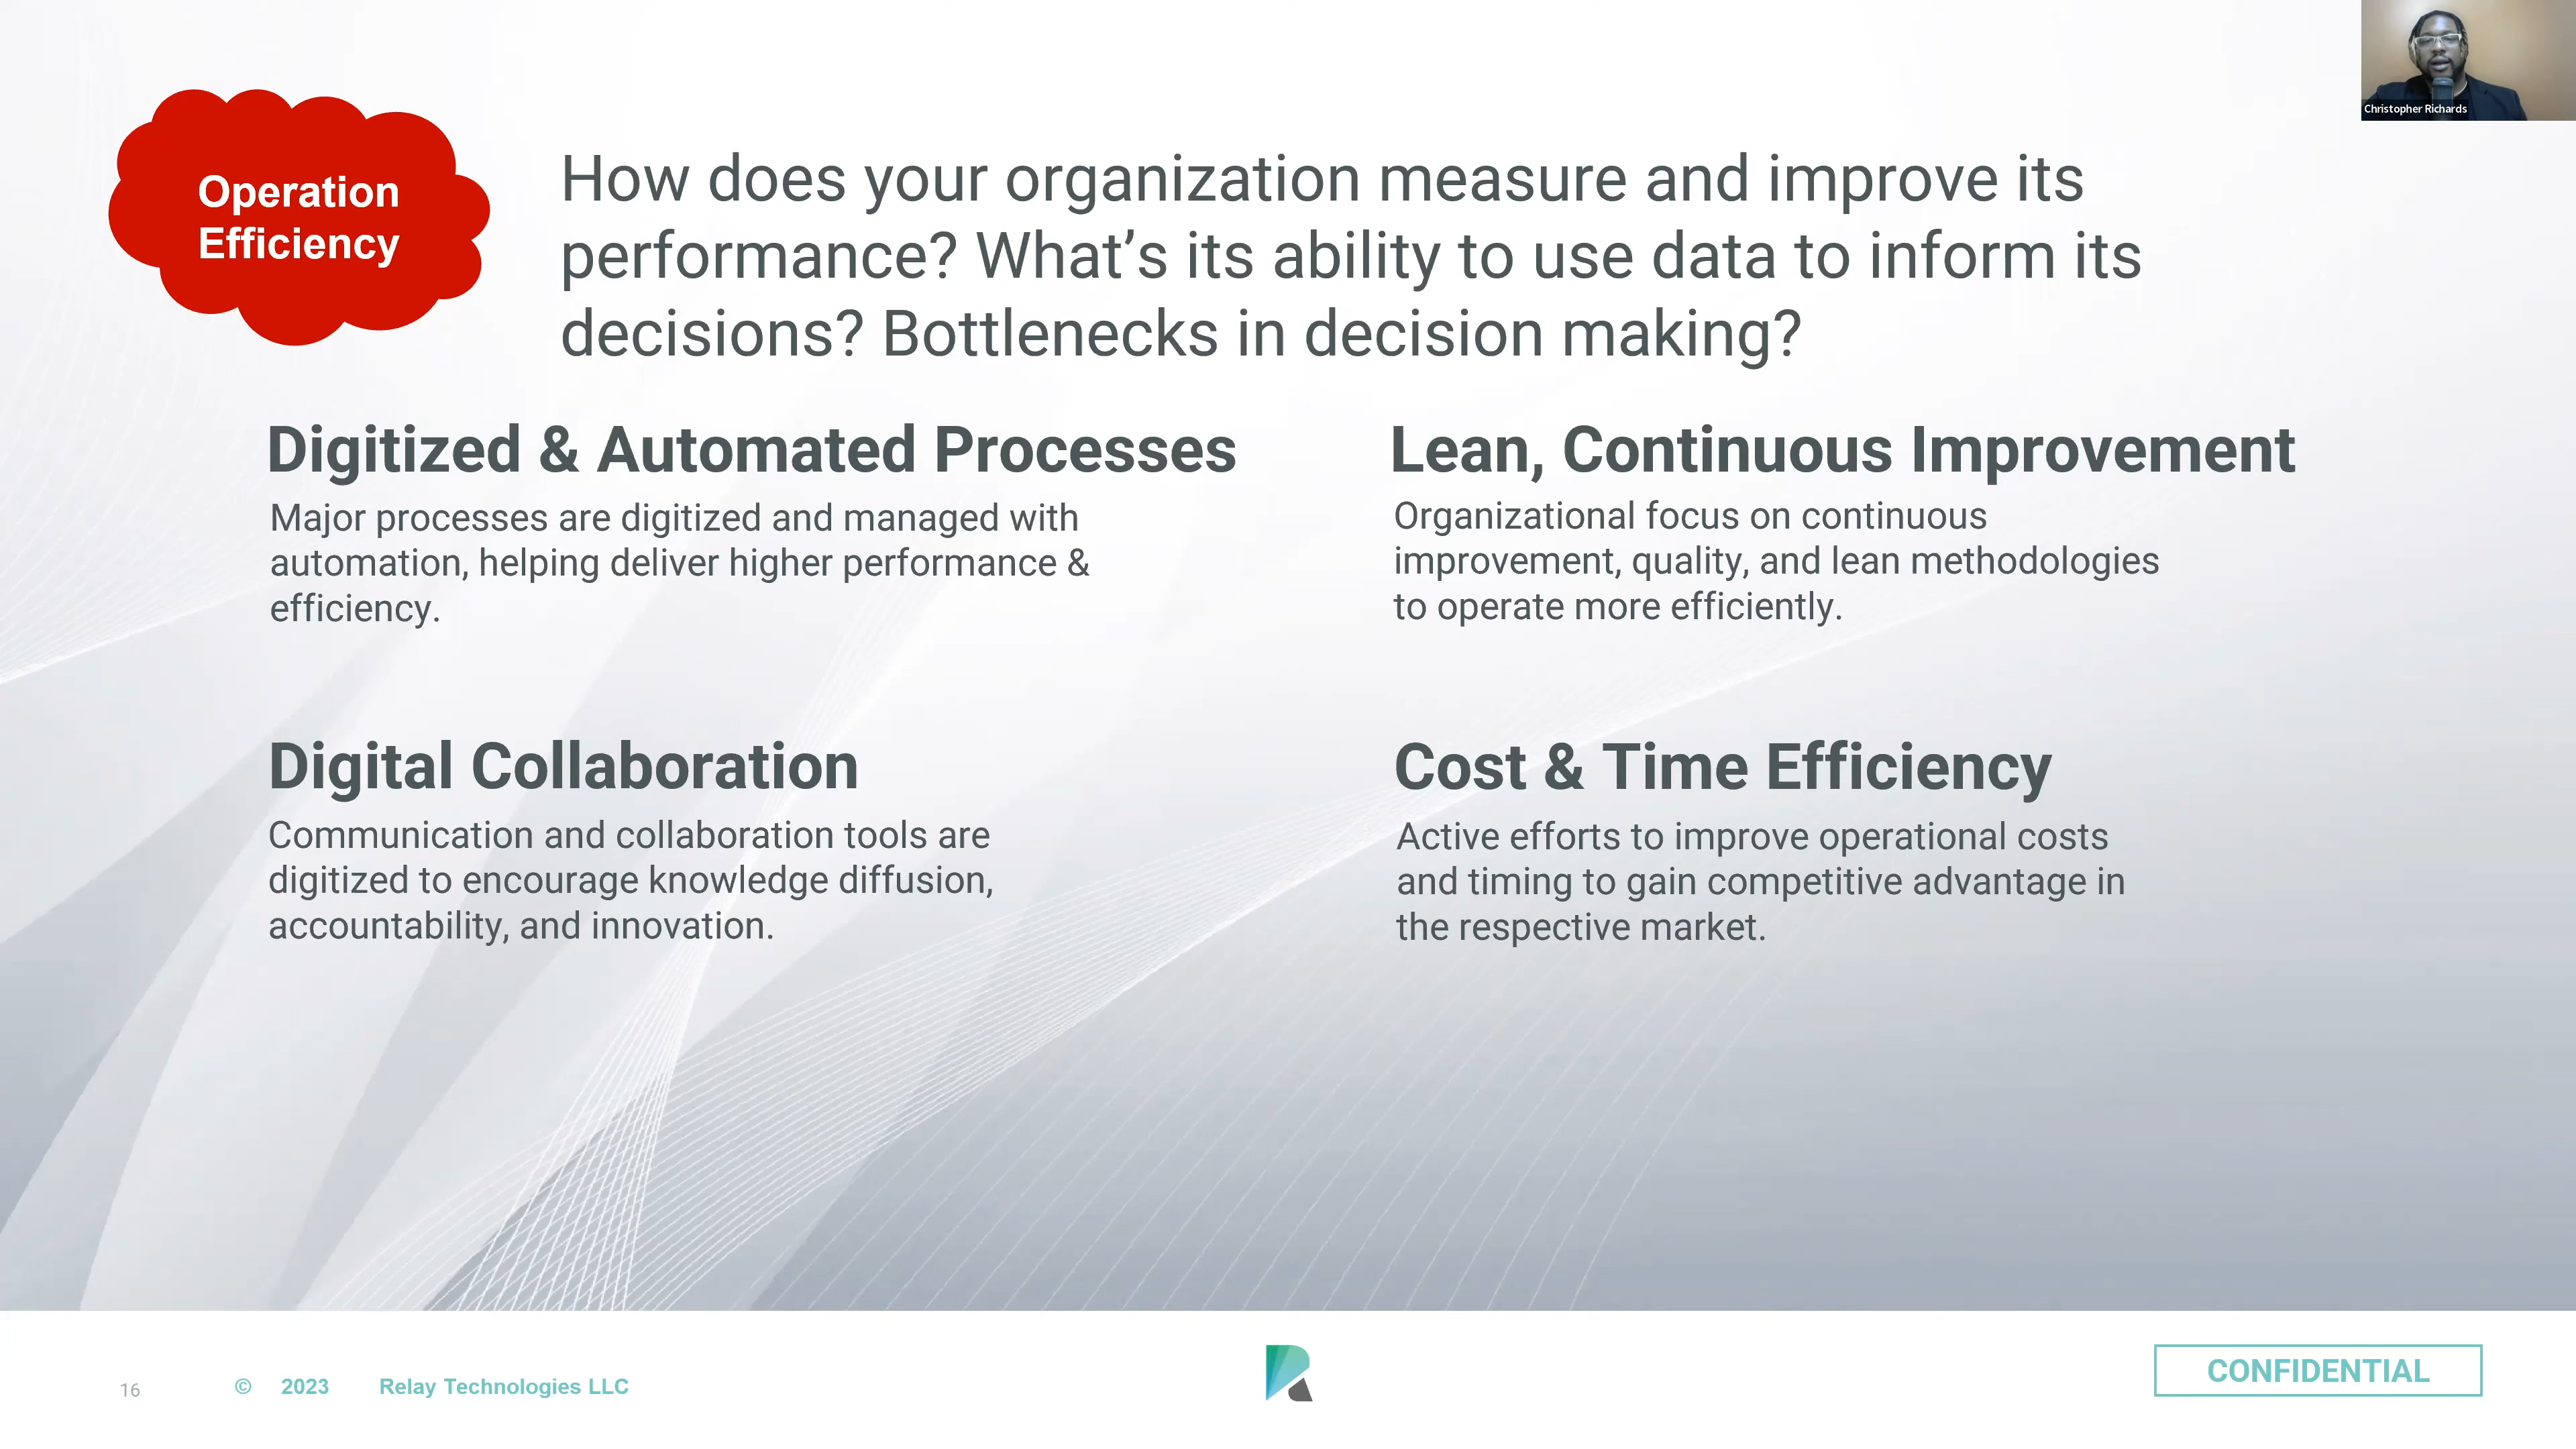 Christopher Richards
Operation
Efficiency
How does your organization measure and improve its
performance? What’s its ability to use data to inform its
decisions? Bottlenecks in decision making?
Digitized & Automated Processes
Major processes are digitized and managed with
automation, helping deliver higher performance &
efficiency.
Lean, Continuous Improvement
Organizational focus on continuous
improvement, quality, and lean methodologies
to operate more efficiently.
Digital Collaboration
Communication and collaboration tools are
digitized to encourage knowledge diffusion,
accountability, and innovation.
Cost & Time Efficiency
Active efforts to improve operational costs
and timing to gain competitive advantage in
the respective market.
16 © 2023 Relay Technologies LLC
CONFIDENTIAL